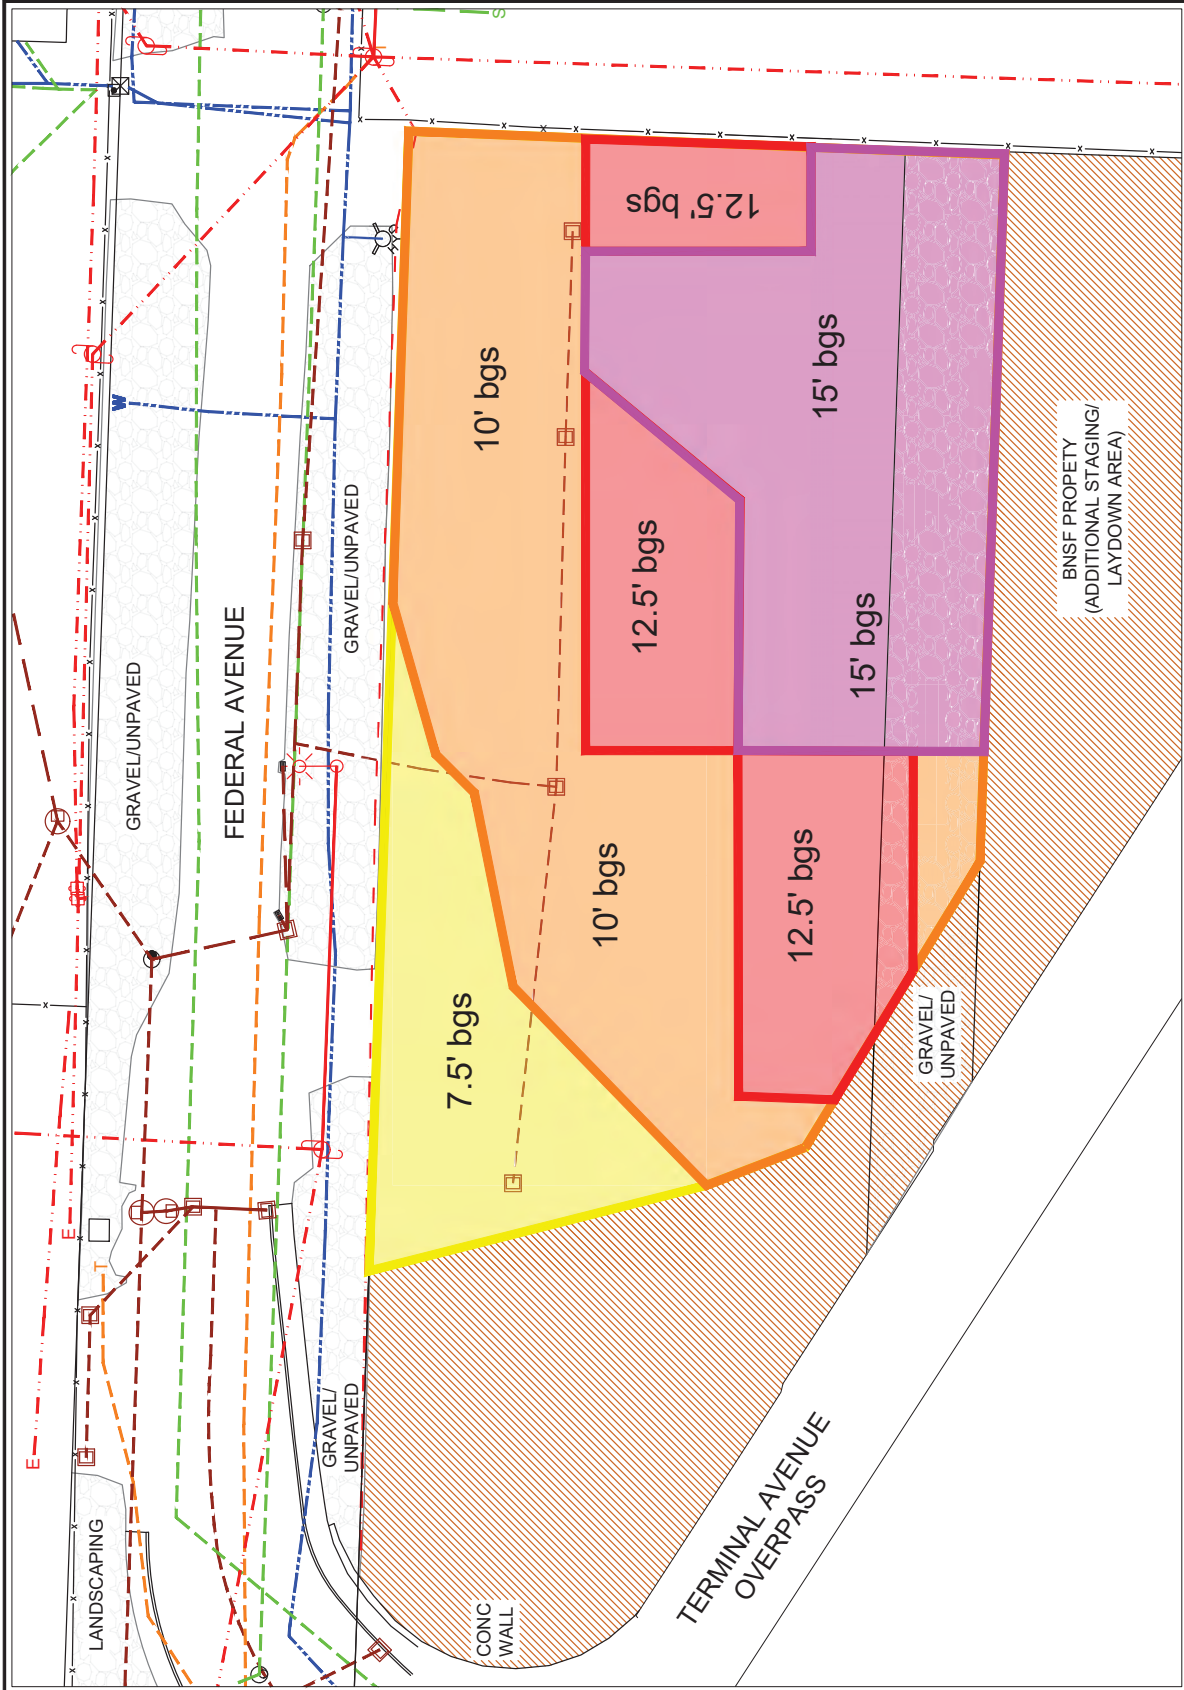 S
T
W
GRAVEL/UNPAVED
FEDERAL AVENUE
GRAVEL/UNPAVED
12.5' bgs
10' bgs
15' bgs
12.5' bgs
15' bgs
BNSF PROPETY
(ADDITIONAL STAGING/
LAYDOWN AREA)
10' bgs
12.5' bgs
7.5' bgs
GRAVEL/
UNPAVED
E
E
T
GRAVEL/
UNPAVED
LANDSCAPING
CONC
WALL
TERMINAL AVENUE
OVERPASS